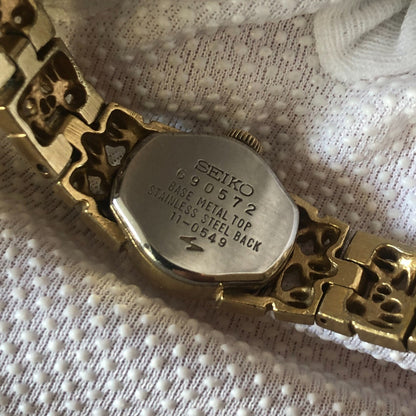 SEIKO
690572
BASE METAL TOP
STAINLESS STEEL BACK
11-0549